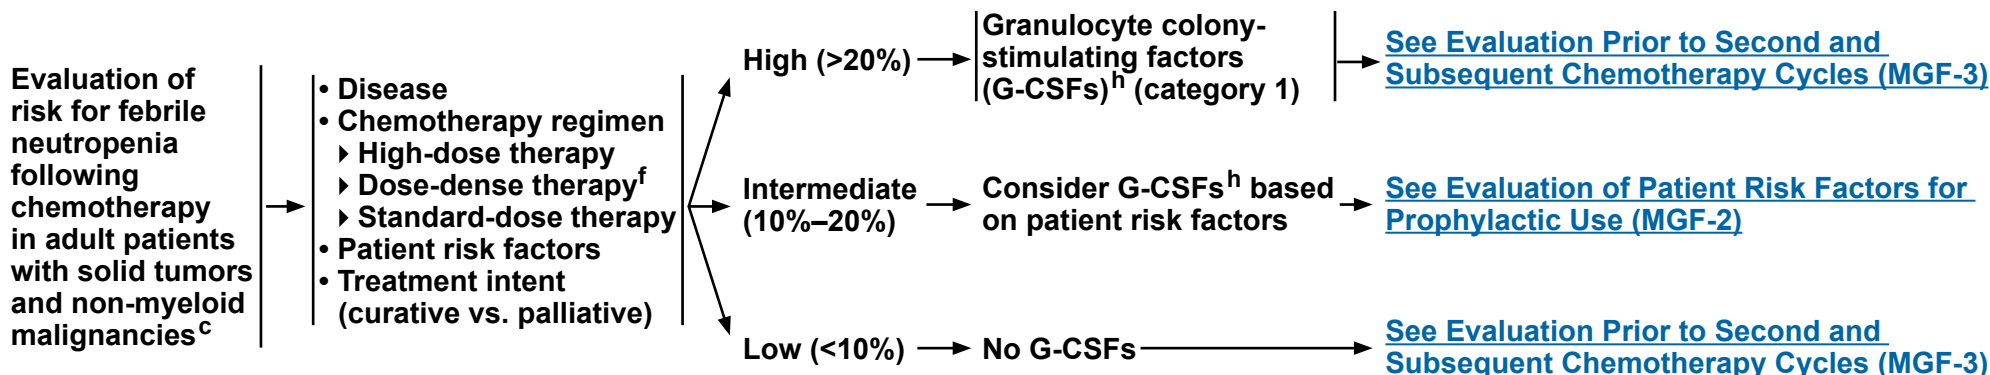 Evaluation of
risk for febrile
neutropenia
following
chemotherapy
in adult patients
with solid tumors
and non-myeloid
malignanciesᶜ
• Disease
• Chemotherapy regimen
‣ High-dose therapy
‣ Dose-dense therapyᶠ
‣ Standard-dose therapy
• Patient risk factors
• Treatment intent
(curative vs. palliative)
High (>20%)
Granulocyte colony-
stimulating factors
(G-CSFs)ʰ (category 1)
See Evaluation Prior to Second and
Subsequent Chemotherapy Cycles (MGF-3)
Intermediate
(10%–20%)
Consider G-CSFsʰ based
on patient risk factors
See Evaluation of Patient Risk Factors for
Prophylactic Use (MGF-2)
Low (<10%)
No G-CSFs
See Evaluation Prior to Second and
Subsequent Chemotherapy Cycles (MGF-3)